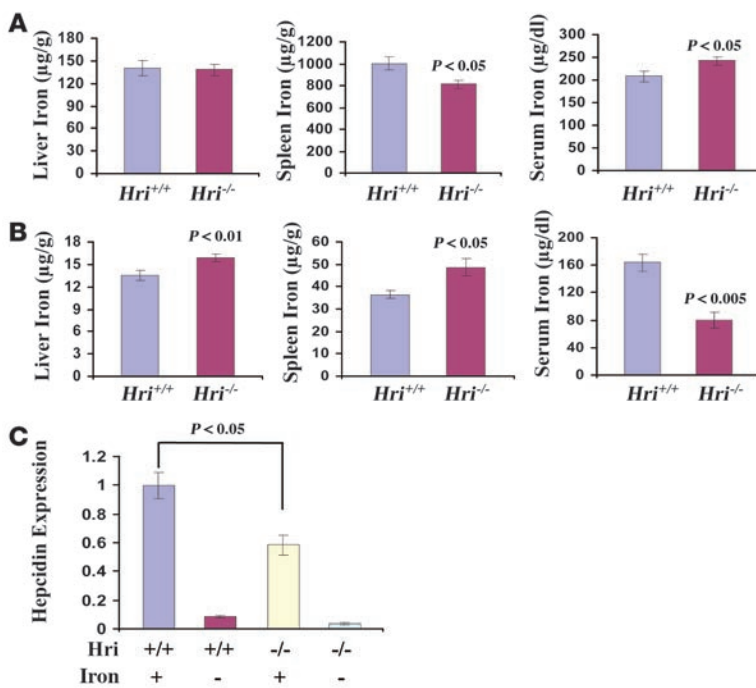 A
Liver Iron (µg/g)
180
150
120
90
60
30
0
Hri+/+ Hri-/-
Spleen Iron (µg/g)
1200
1000
800
600
400
200
0
P < 0.05
Hri+/+ Hri-/-
Serum Iron (µg/dl)
300
250
200
150
100
50
0
P < 0.05
Hri+/+ Hri-/-
B
Liver Iron (µg/g)
18
15
12
9
6
3
0
P < 0.01
Hri+/+ Hri-/-
Spleen Iron (µg/g)
60
50
40
30
20
10
0
P < 0.05
Hri+/+ Hri-/-
Serum Iron (µg/dl)
200
160
120
80
40
0
P < 0.005
Hri+/+ Hri-/-
C
P < 0.05
Hepcidin Expression
1.2
1
0.8
0.6
0.4
0.2
0
Hri +/+ +/+ -/- -/-
Iron + - + -